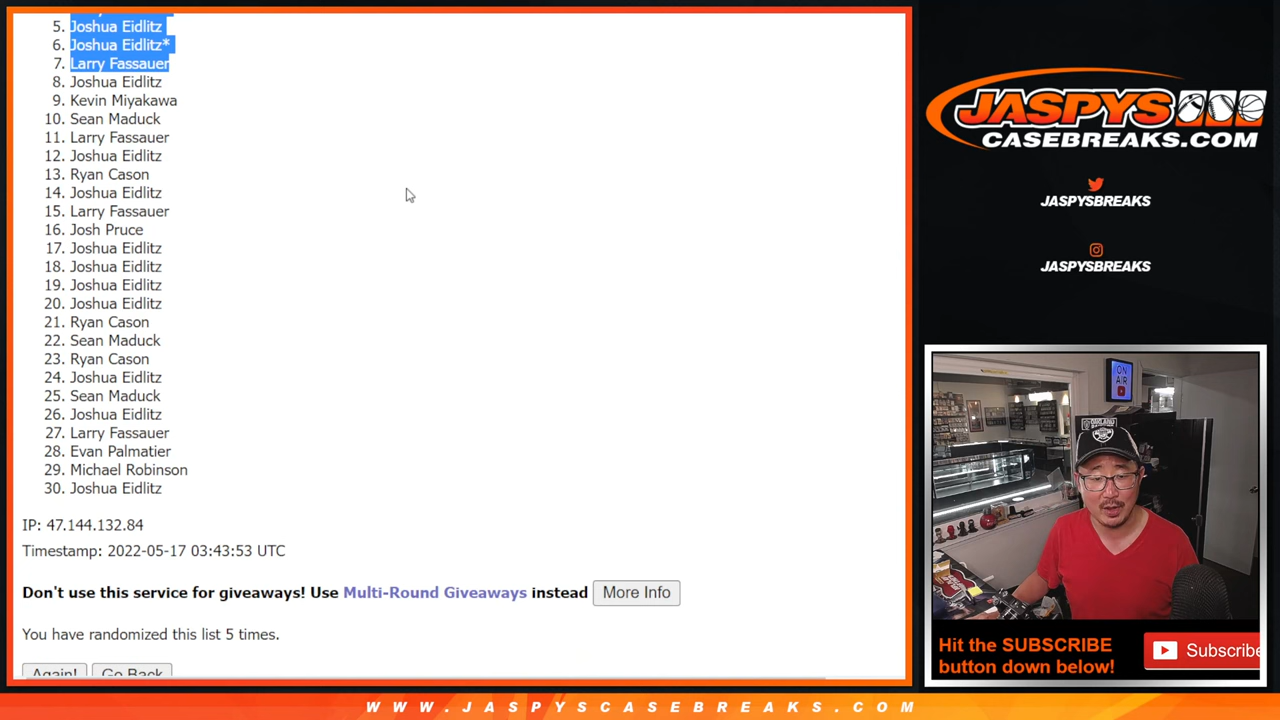 5. Joshua Eidlitz
6. Joshua Eidlitz*
7. Larry Fassauer
8. Joshua Eidlitz
9. Kevin Miyakawa
10. Sean Maduck
11. Larry Fassauer
12. Joshua Eidlitz
13. Ryan Cason
14. Joshua Eidlitz
15. Larry Fassauer
16. Josh Pruce
17. Joshua Eidlitz
18. Joshua Eidlitz
19. Joshua Eidlitz
20. Joshua Eidlitz
21. Ryan Cason
22. Sean Maduck
23. Ryan Cason
24. Joshua Eidlitz
25. Sean Maduck
26. Joshua Eidlitz
27. Larry Fassauer
28. Evan Palmatier
29. Michael Robinson
30. Joshua Eidlitz
IP: 47.144.132.84
Timestamp: 2022-05-17 03:43:53 UTC
Don't use this service for giveaways! Use Multi-Round Giveaways instead More Info
You have randomized this list 5 times.
Again! Go Back
JASPYS
CASEBREAKS.COM
JASPYSBREAKS
JASPYSBREAKS
ON
AIR
Hit the SUBSCRIBE
button down below!
Subscribe
WWW.JASPYSCASEBREAKS.COM